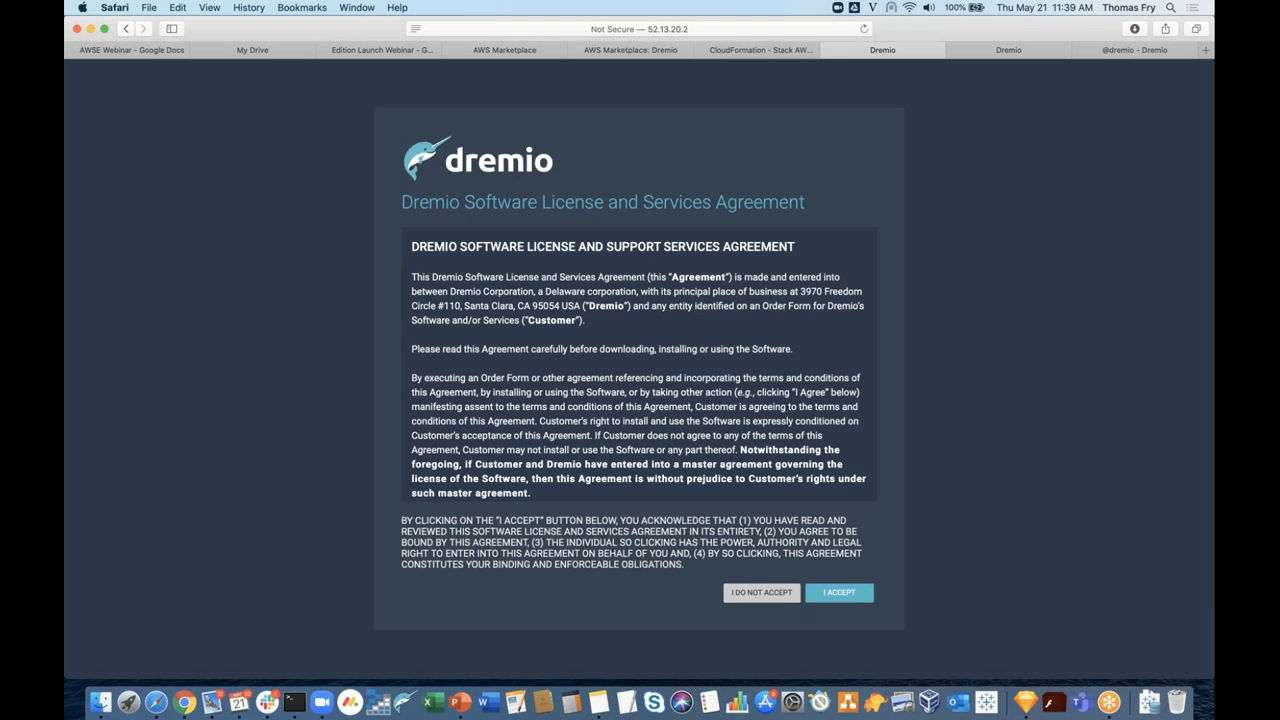 Safari File Edit View History Bookmarks Window Help 100% Thu May 21 11:39 AM Thomas Fry
Not Secure — 52.13.20.2
AWSE Webinar - Google Docs My Drive Edition Launch Webinar - G... AWS Marketplace AWS Marketplace: Dremio CloudFormation - Stack AW... Dremio Dremio @dremio - Dremio
dremio
Dremio Software License and Services Agreement
DREMIO SOFTWARE LICENSE AND SUPPORT SERVICES AGREEMENT
This Dremio Software License and Services Agreement (this “Agreement”) is made and entered into
between Dremio Corporation, a Delaware corporation, with its principal place of business at 3970 Freedom
Circle #110, Santa Clara, CA 95054 USA (“Dremio”) and any entity identified on an Order Form for Dremio’s
Software and/or Services (“Customer”).
Please read this Agreement carefully before downloading, installing or using the Software.
By executing an Order Form or other agreement referencing and incorporating the terms and conditions of
this Agreement, by installing or using the Software, or by taking other action (e.g., clicking “I Agree” below)
manifesting assent to the terms and conditions of this Agreement, Customer is agreeing to the terms and
conditions of this Agreement. Customer’s right to install and use the Software is expressly conditioned on
Customer’s acceptance of this Agreement. If Customer does not agree to any of the terms of this
Agreement, Customer may not install or use the Software or any part thereof. Notwithstanding the
foregoing, if Customer and Dremio have entered into a master agreement governing the
license of the Software, then this Agreement is without prejudice to Customer’s rights under
such master agreement.
BY CLICKING ON THE “I ACCEPT” BUTTON BELOW, YOU ACKNOWLEDGE THAT (1) YOU HAVE READ AND
REVIEWED THIS SOFTWARE LICENSE AND SERVICES AGREEMENT IN ITS ENTIRETY, (2) YOU AGREE TO BE
BOUND BY THIS AGREEMENT, (3) THE INDIVIDUAL SO CLICKING HAS THE POWER, AUTHORITY AND LEGAL
RIGHT TO ENTER INTO THIS AGREEMENT ON BEHALF OF YOU AND, (4) BY SO CLICKING, THIS AGREEMENT
CONSTITUTES YOUR BINDING AND ENFORCEABLE OBLIGATIONS.
I DO NOT ACCEPT I ACCEPT